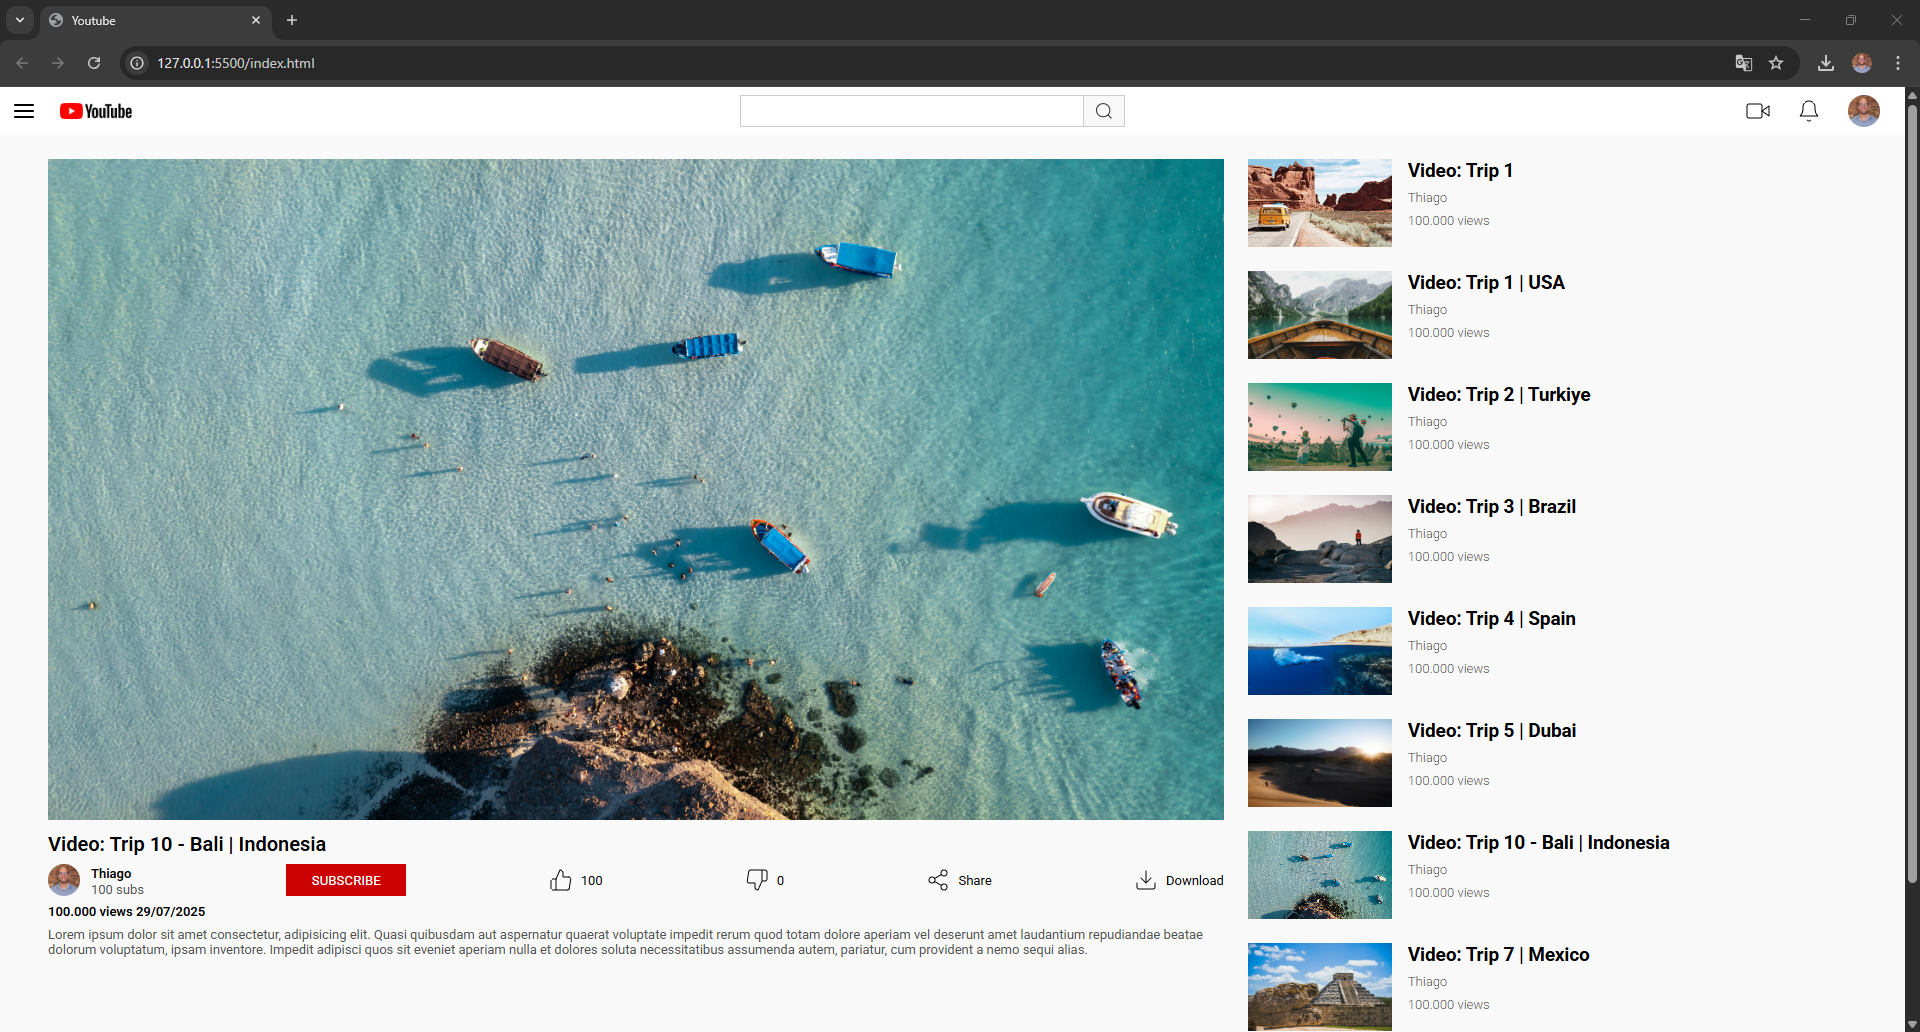 Youtube
127.0.0.1:5500/index.html
YouTube
Video: Trip 10 - Bali | Indonesia
Thiago
100 subs
SUBSCRIBE
100
0
Share
Download
100.000 views 29/07/2025
Lorem ipsum dolor sit amet consectetur, adipisicing elit. Quasi quibusdam aut aspernatur quaerat voluptate impedit rerum quod totam dolore aperiam vel deserunt amet laudantium repudiandae beatae
dolorum voluptatum, ipsam inventore. Impedit adipisci quos sit eveniet aperiam nulla et dolores soluta necessitatibus assumenda autem, pariatur, cum provident a nemo sequi alias.
Video: Trip 1
Thiago
100.000 views
Video: Trip 1 | USA
Thiago
100.000 views
Video: Trip 2 | Turkiye
Thiago
100.000 views
Video: Trip 3 | Brazil
Thiago
100.000 views
Video: Trip 4 | Spain
Thiago
100.000 views
Video: Trip 5 | Dubai
Thiago
100.000 views
Video: Trip 10 - Bali | Indonesia
Thiago
100.000 views
Video: Trip 7 | Mexico
Thiago
100.000 views